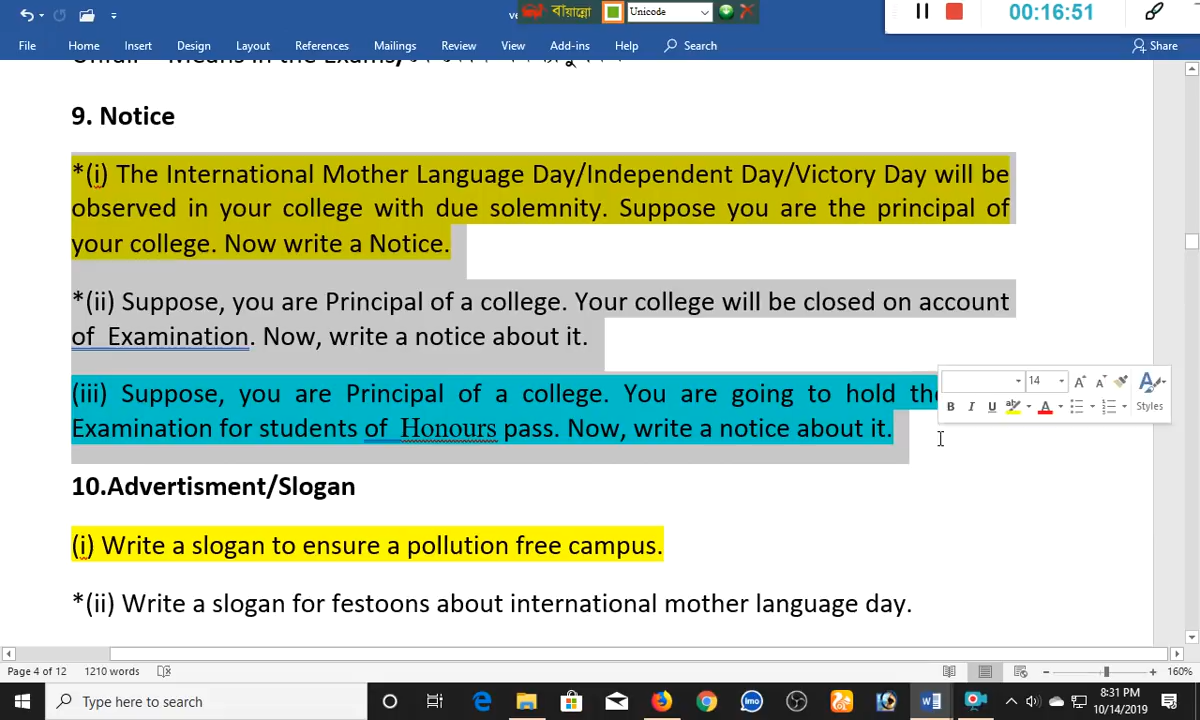 বায়ান্নো Unicode 00:16:51
File Home Insert Design Layout References Mailings Review View Add-ins Help Search Share
9. Notice
*(i) The International Mother Language Day/Independent Day/Victory Day will be
observed in your college with due solemnity. Suppose you are the principal of
your college. Now write a Notice.
*(ii) Suppose, you are Principal of a college. Your college will be closed on account
of Examination. Now, write a notice about it.
(iii) Suppose, you are Principal of a college. You are going to hold the
14
Styles
Examination for students of Honours pass. Now, write a notice about it.
10.Advertisment/Slogan
(i) Write a slogan to ensure a pollution free campus.
*(ii) Write a slogan for festoons about international mother language day.
Page 4 of 12 1210 words 160%
Type here to search imo 8:31 PM
10/14/2019